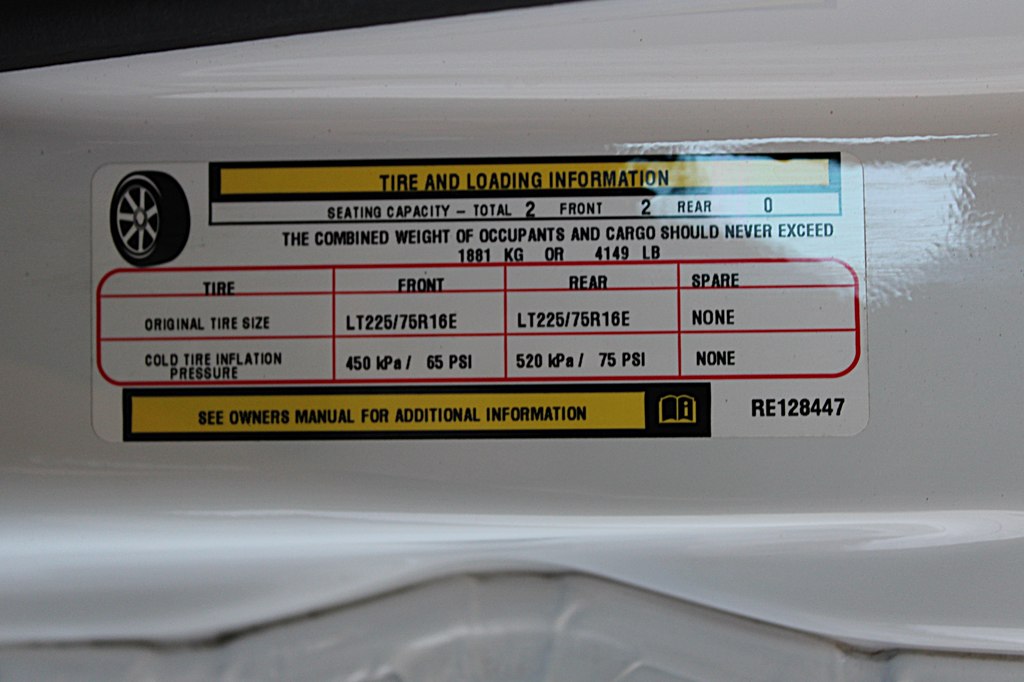 TIRE AND LOADING INFORMATION
SEATING CAPACITY – TOTAL 2 FRONT 2 REAR 0
THE COMBINED WEIGHT OF OCCUPANTS AND CARGO SHOULD NEVER EXCEED
1881 KG OR 4149 LB
TIRE FRONT REAR SPARE
ORIGINAL TIRE SIZE LT225/75R16E LT225/75R16E NONE
COLD TIRE INFLATION PRESSURE 450 kPa / 65 PSI 520 kPa / 75 PSI NONE
SEE OWNERS MANUAL FOR ADDITIONAL INFORMATION
RE128447